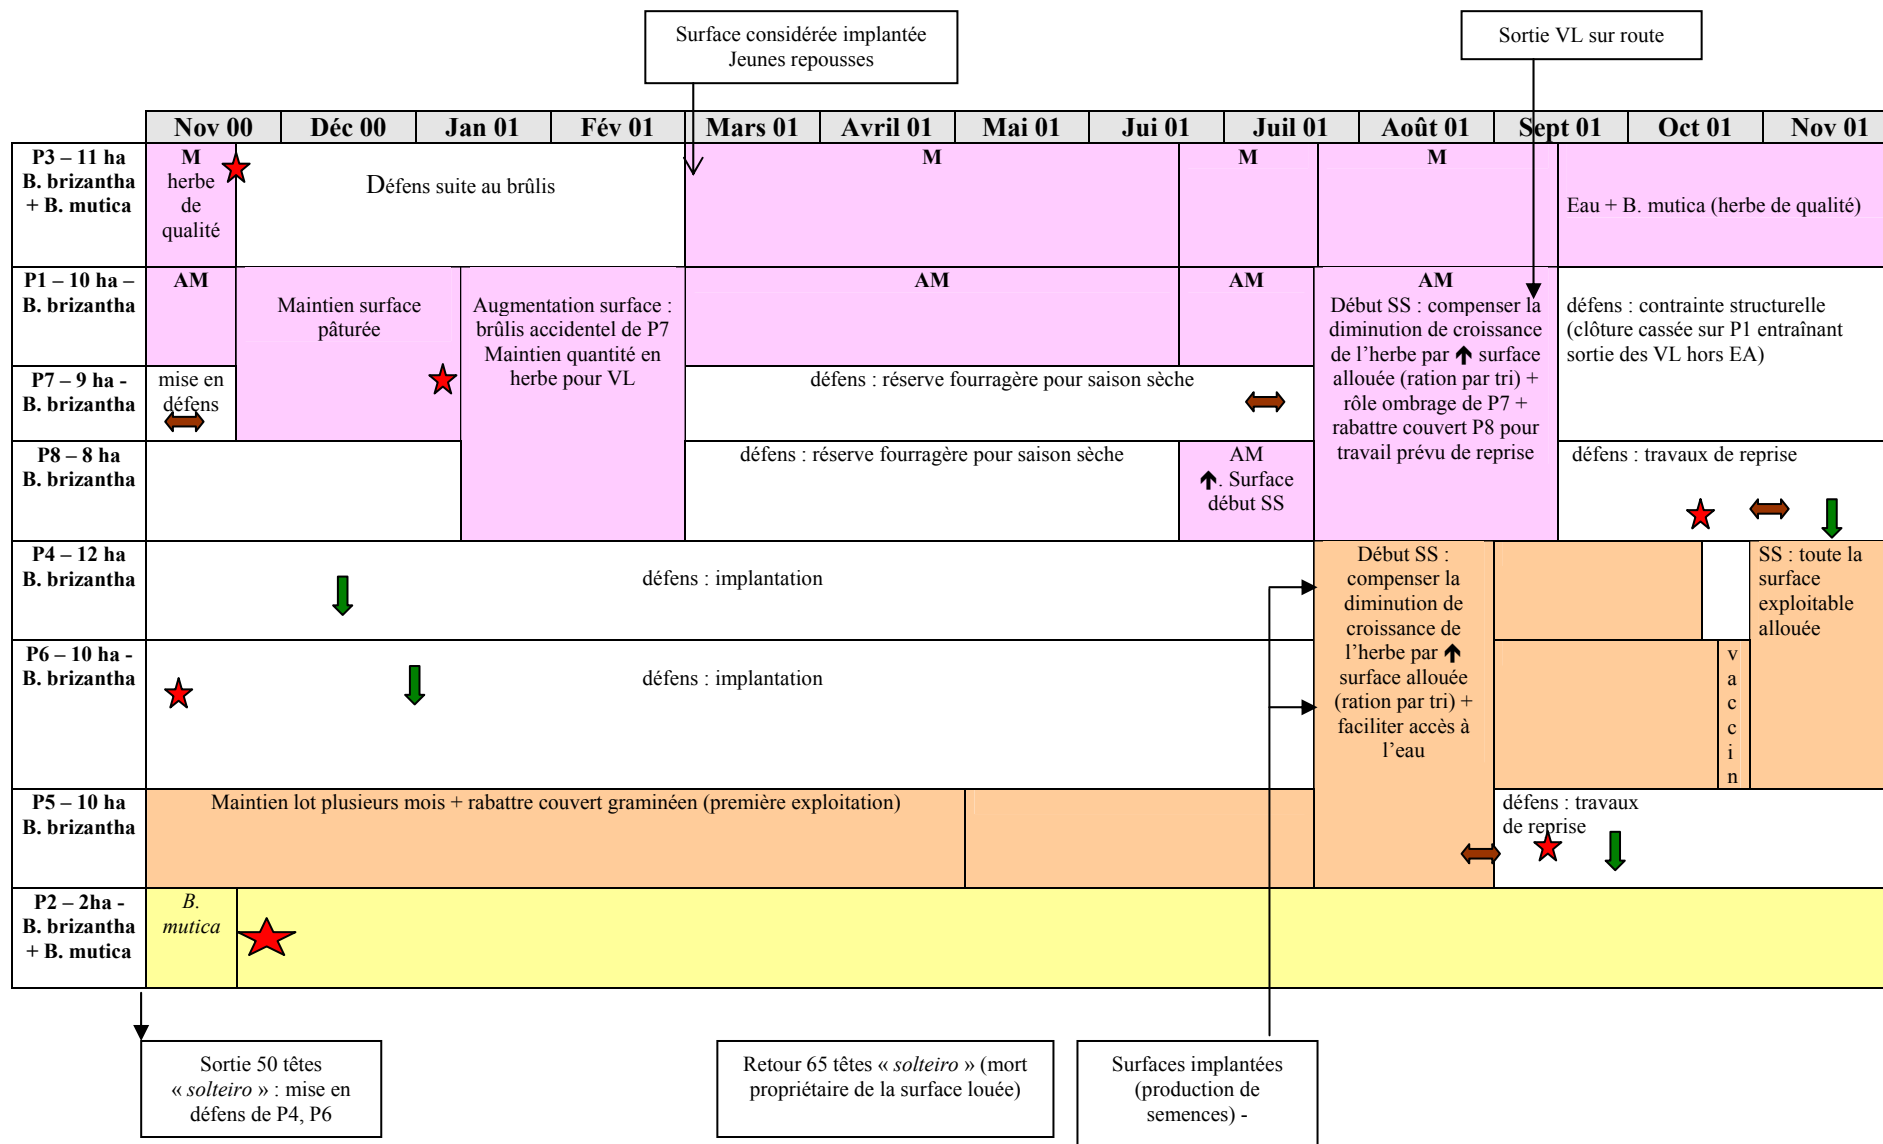 Surface considérée implantée
Jeunes repousses
Sortie VL sur route
Nov 00
Déc 00
Jan 01
Fév 01
Mars 01
Avril 01
Mai 01
Jui 01
Juil 01
Août 01
Sept 01
Oct 01
Nov 01
P3 – 11 ha
B. brizantha
+ B. mutica
M
herbe
de
qualité
Défens suite au brûlis
M
M
M
Eau + B. mutica (herbe de qualité)
P1 – 10 ha –
B. brizantha
AM
Maintien surface
pâturée
Augmentation surface :
brûlis accidentel de P7
Maintien quantité en
herbe pour VL
AM
AM
AM
Début SS : compenser la
diminution de croissance
de l’herbe par 🡩 surface
allouée (ration par tri) +
rôle ombrage de P7 +
rabattre couvert P8 pour
travail prévu de reprise
défens : contrainte structurelle
(clôture cassée sur P1 entraînant
sortie des VL hors EA)
P7 – 9 ha -
B. brizantha
mise en
défens
défens : réserve fourragère pour saison sèche
P8 – 8 ha
B. brizantha
défens : réserve fourragère pour saison sèche
AM
🡩. Surface
début SS
défens : travaux de reprise
P4 – 12 ha
B. brizantha
défens : implantation
Début SS :
compenser la
diminution de
croissance de
l’herbe par 🡩
surface allouée
(ration par tri) +
faciliter accès à
l’eau
SS : toute la
surface
exploitable
allouée
P6 – 10 ha -
B. brizantha
défens : implantation
v
a
c
c
i
n
P5 – 10 ha
B. brizantha
Maintien lot plusieurs mois + rabattre couvert graminéen (première exploitation)
défens : travaux
de reprise
P2 – 2ha -
B. brizantha
+ B. mutica
B.
mutica
Sortie 50 têtes
« solteiro » : mise en
défens de P4, P6
Retour 65 têtes « solteiro » (mort
propriétaire de la surface louée)
Surfaces implantées
(production de
semences) -